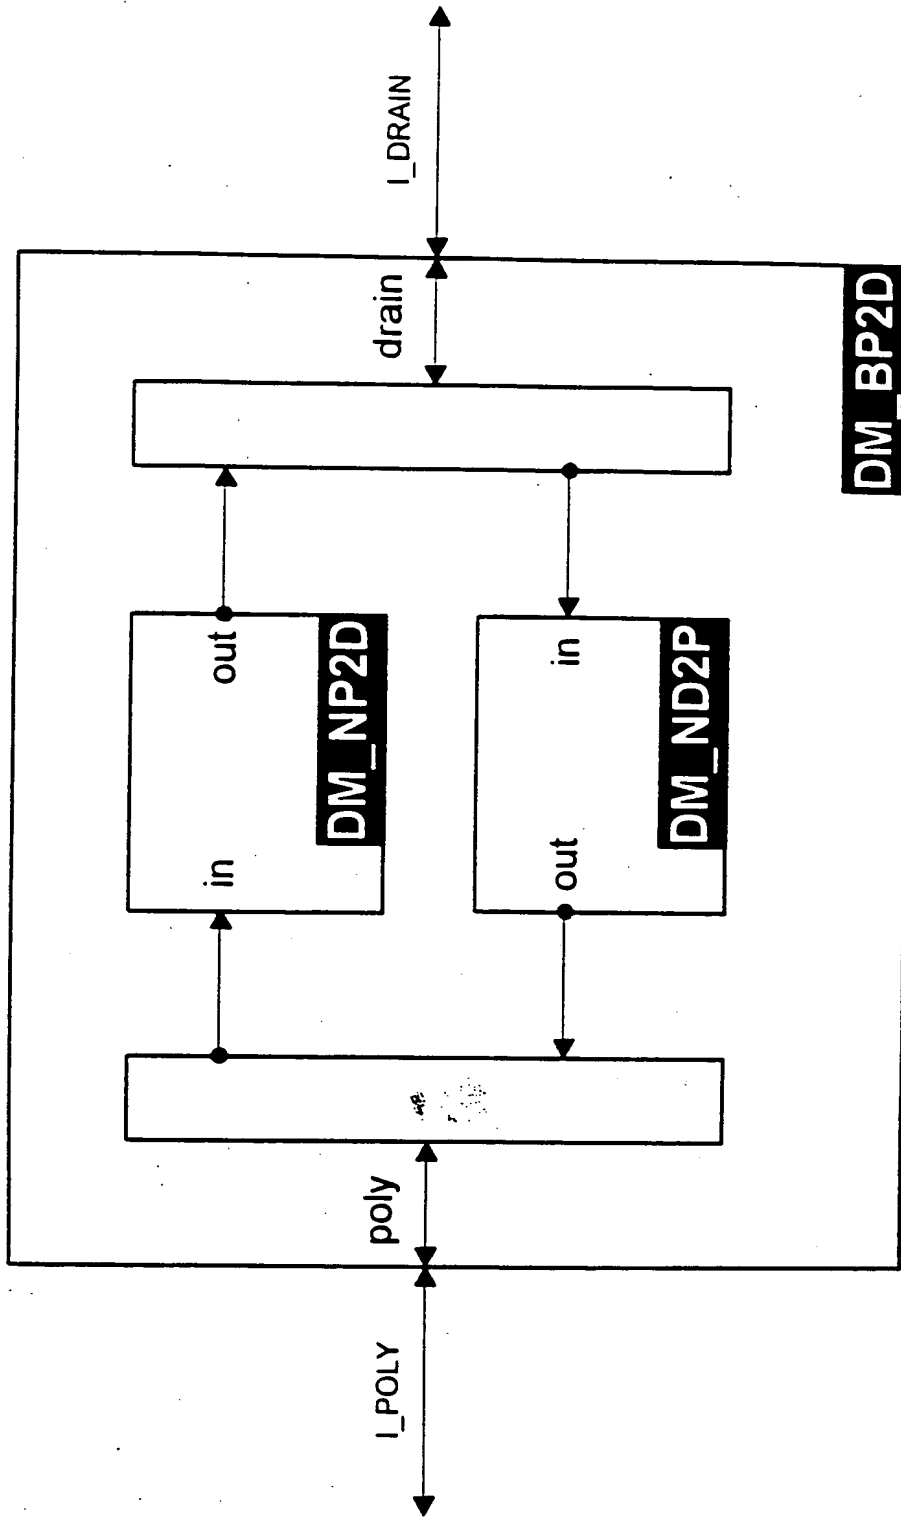 I_POLY
poly
in
out
DM_NP2D
out
in
DM_ND2P
drain
I_DRAIN
DM_BP2D